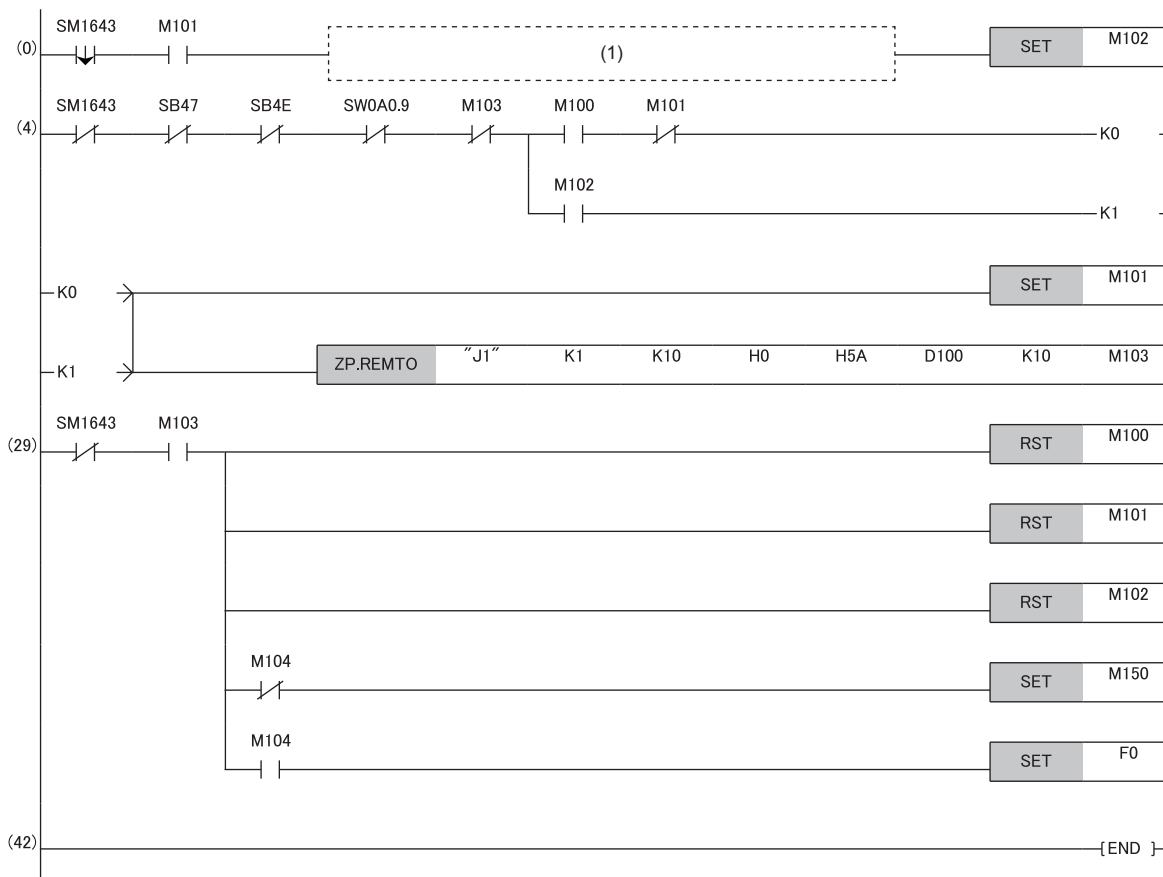 SM1643 M101
(0) (1) SET M102
SM1643 SB47 SB4E SW0A0.9 M103 M100 M101
(4) K0
M102
K1
K0 SET M101
K1 ZP.REMTO "J1" K1 K10 H0 H5A D100 K10 M103
SM1643 M103
(29) RST M100
RST M101
RST M102
M104
SET M150
M104
SET F0
(42) [END ]